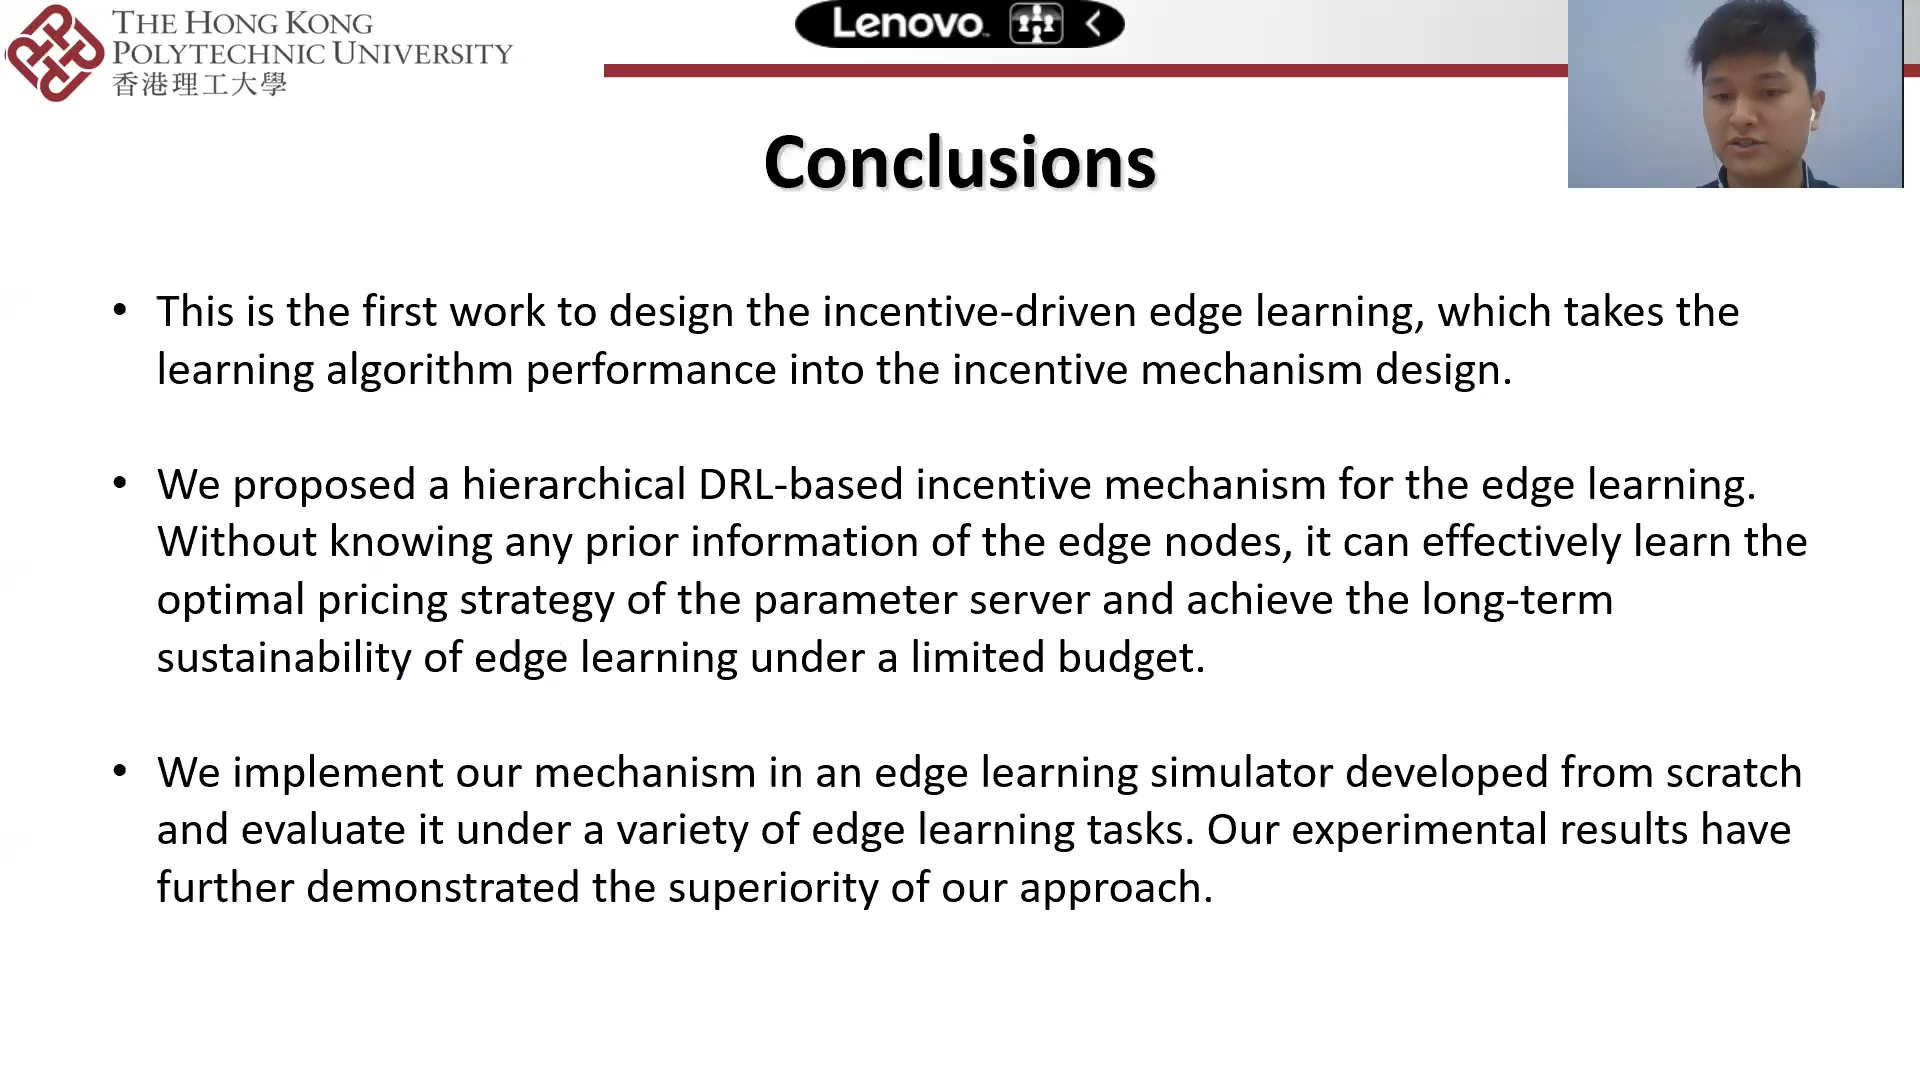 THE HONG KONG
POLYTECHNIC UNIVERSITY
香港理工大學
Lenovo
Conclusions
• This is the first work to design the incentive-driven edge learning, which takes the
learning algorithm performance into the incentive mechanism design.
• We proposed a hierarchical DRL-based incentive mechanism for the edge learning.
Without knowing any prior information of the edge nodes, it can effectively learn the
optimal pricing strategy of the parameter server and achieve the long-term
sustainability of edge learning under a limited budget.
• We implement our mechanism in an edge learning simulator developed from scratch
and evaluate it under a variety of edge learning tasks. Our experimental results have
further demonstrated the superiority of our approach.